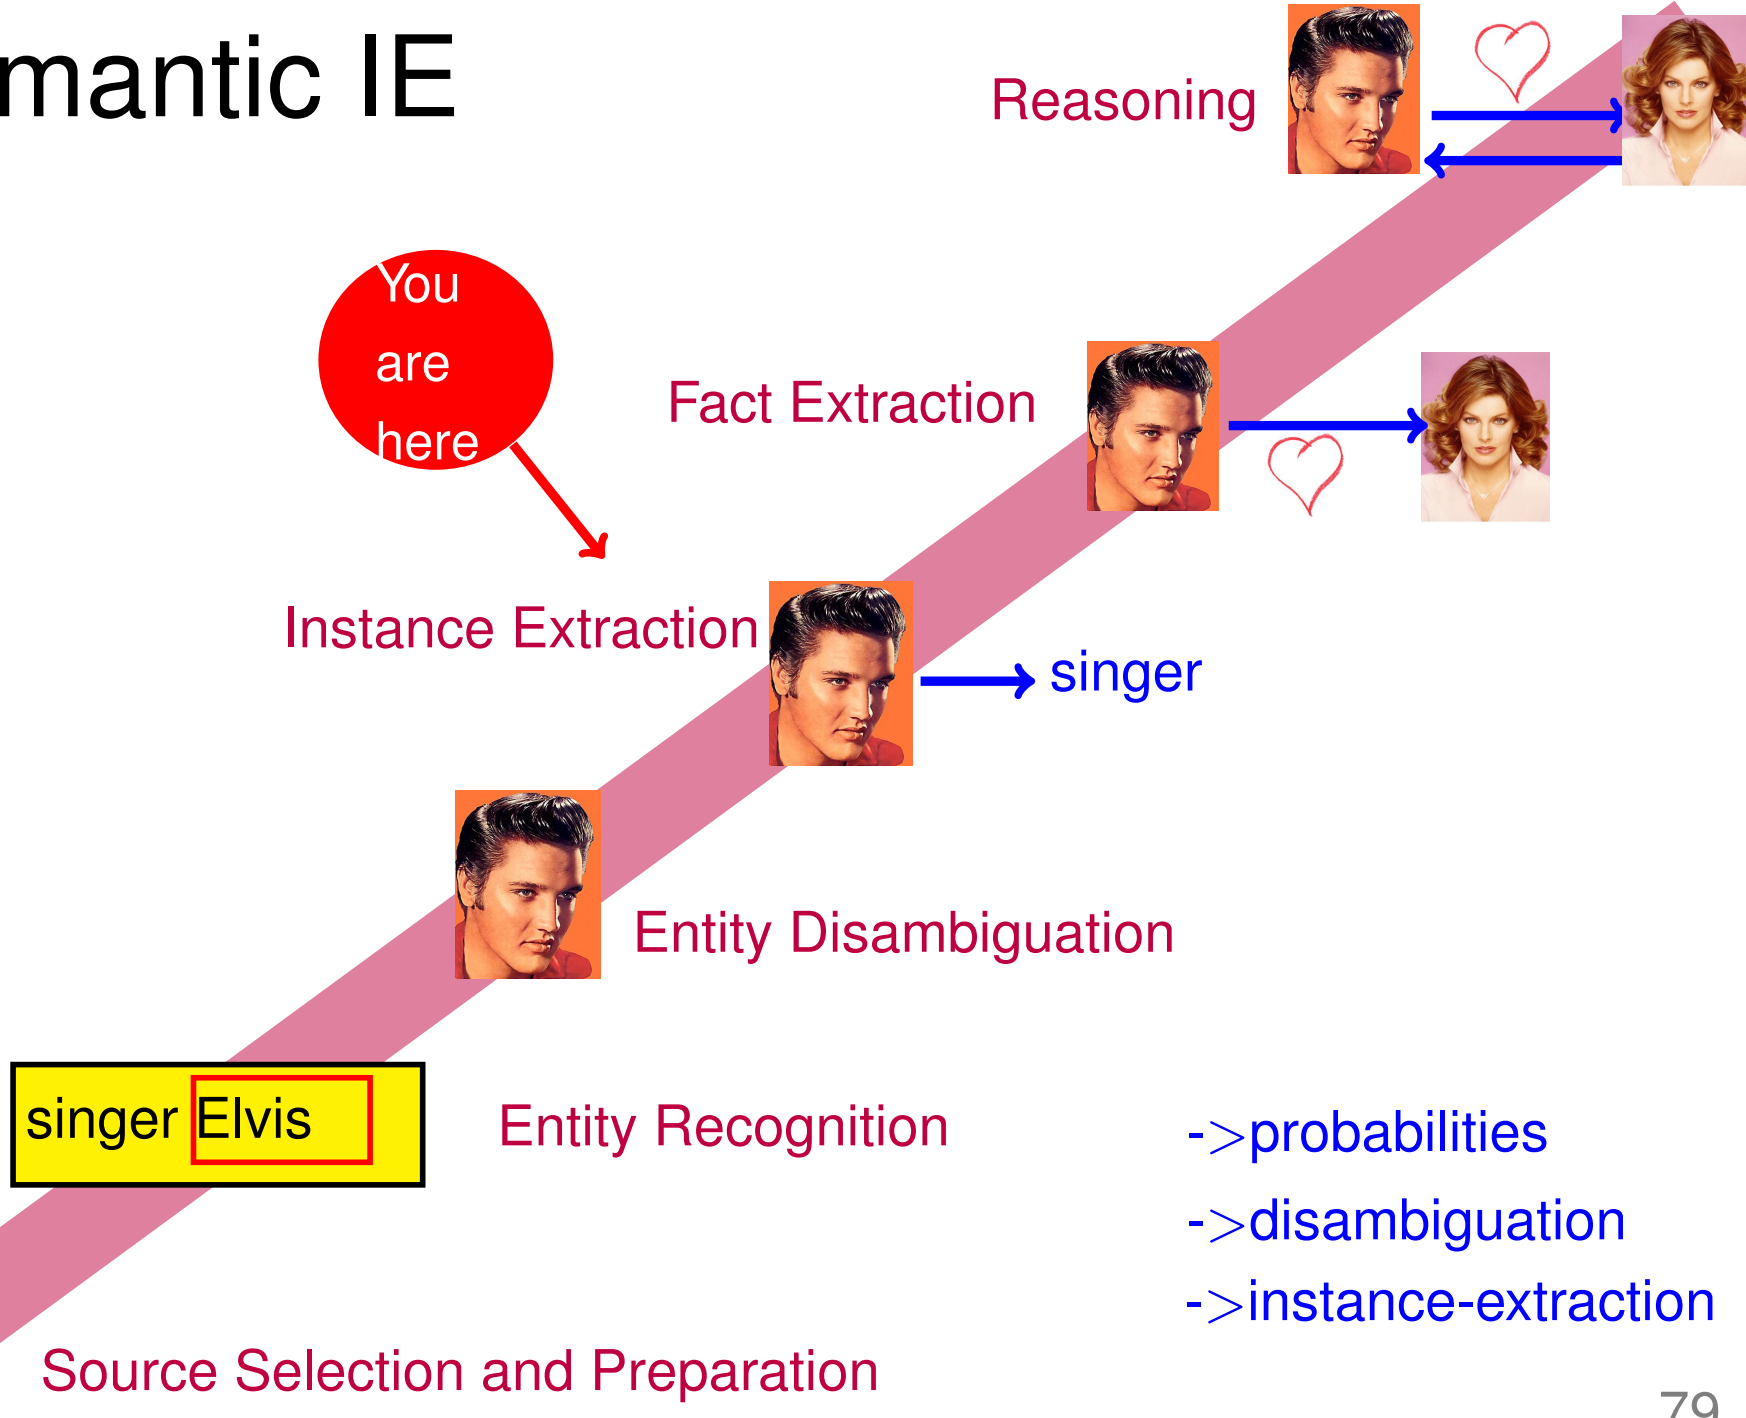 mantic IE
Reasoning
You
are
here
Fact Extraction
Instance Extraction
singer
Entity Disambiguation
singer Elvis
Entity Recognition
->probabilities
->disambiguation
->instance-extraction
Source Selection and Preparation
79